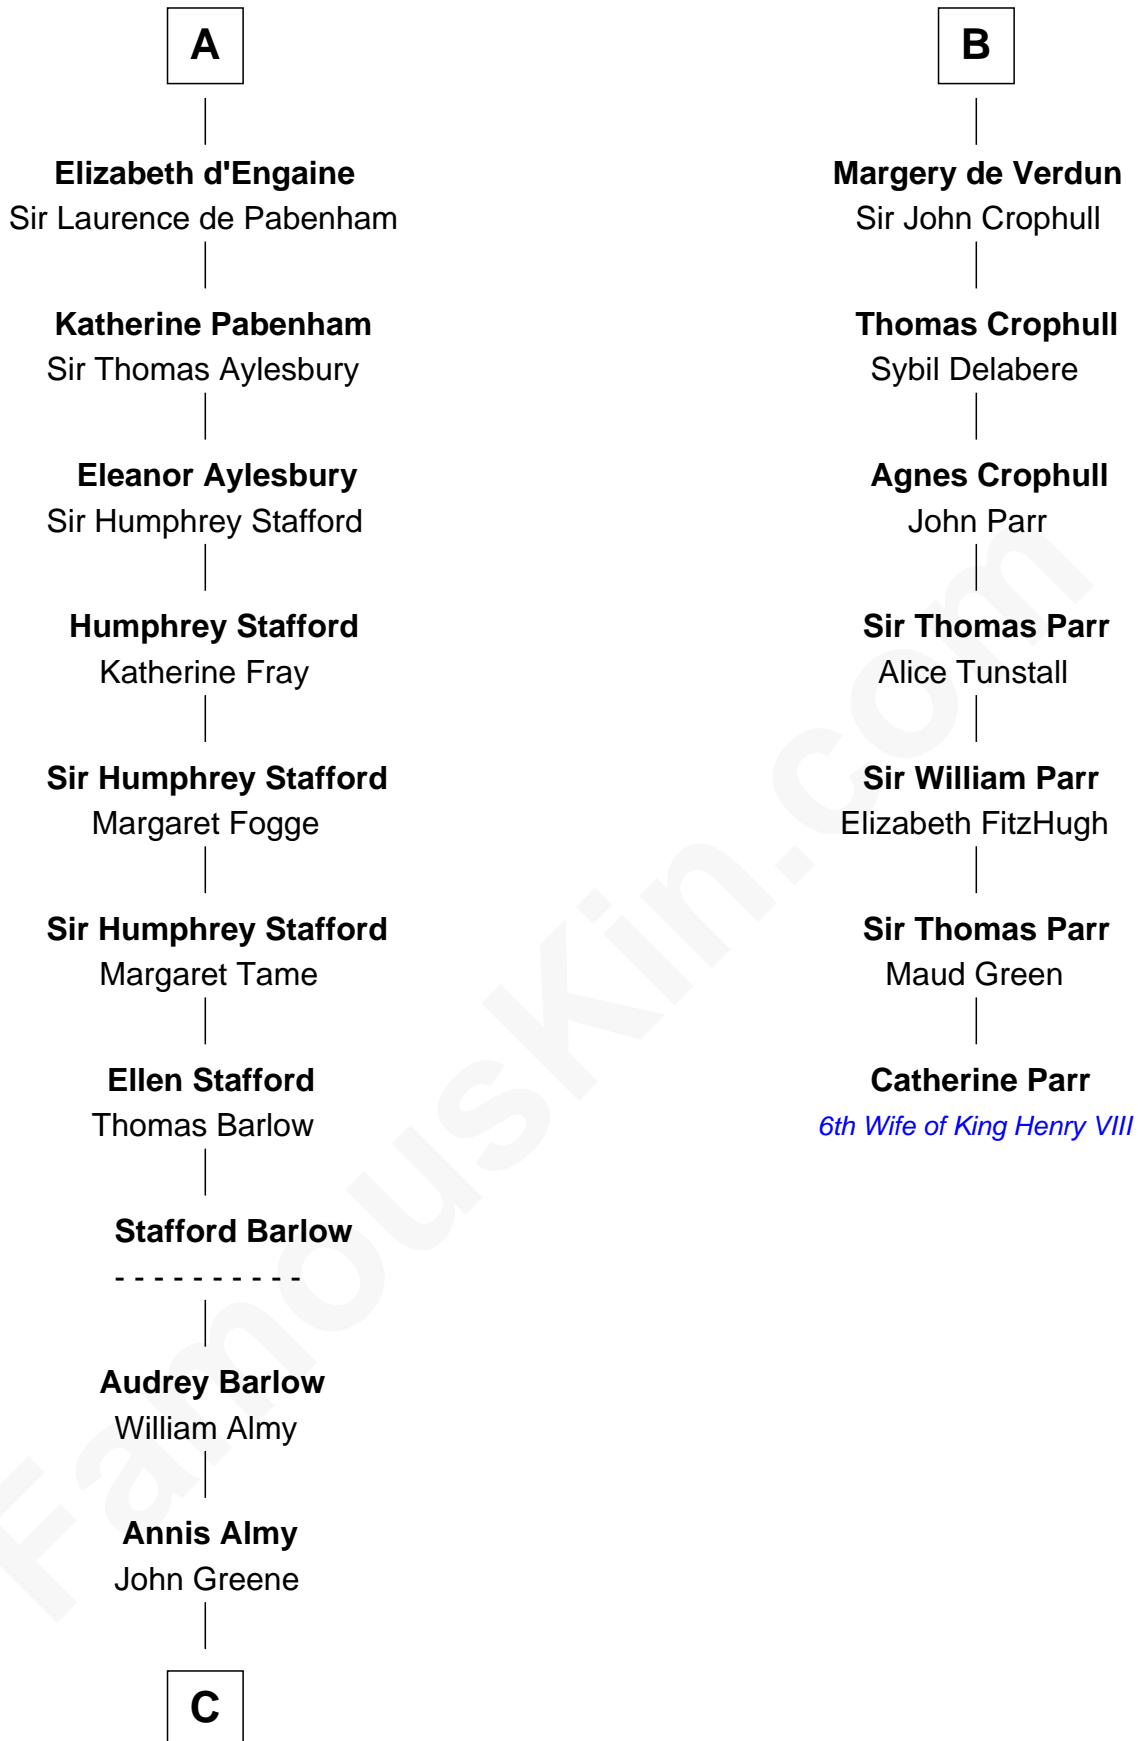 A
Elizabeth d'Engaine
Sir Laurence de Pabenham
Katherine Pabenham
Sir Thomas Aylesbury
Eleanor Aylesbury
Sir Humphrey Stafford
Humphrey Stafford
Katherine Fray
Sir Humphrey Stafford
Margaret Fogge
Sir Humphrey Stafford
Margaret Tame
Ellen Stafford
Thomas Barlow
Stafford Barlow
- - - - - - - - - -
Audrey Barlow
William Almy
Annis Almy
John Greene
C
B
Margery de Verdun
Sir John Crophull
Thomas Crophull
Sybil Delabere
Agnes Crophull
John Parr
Sir Thomas Parr
Alice Tunstall
Sir William Parr
Elizabeth FitzHugh
Sir Thomas Parr
Maud Green
Catherine Parr
6th Wife of King Henry VIII
FamousKin.com